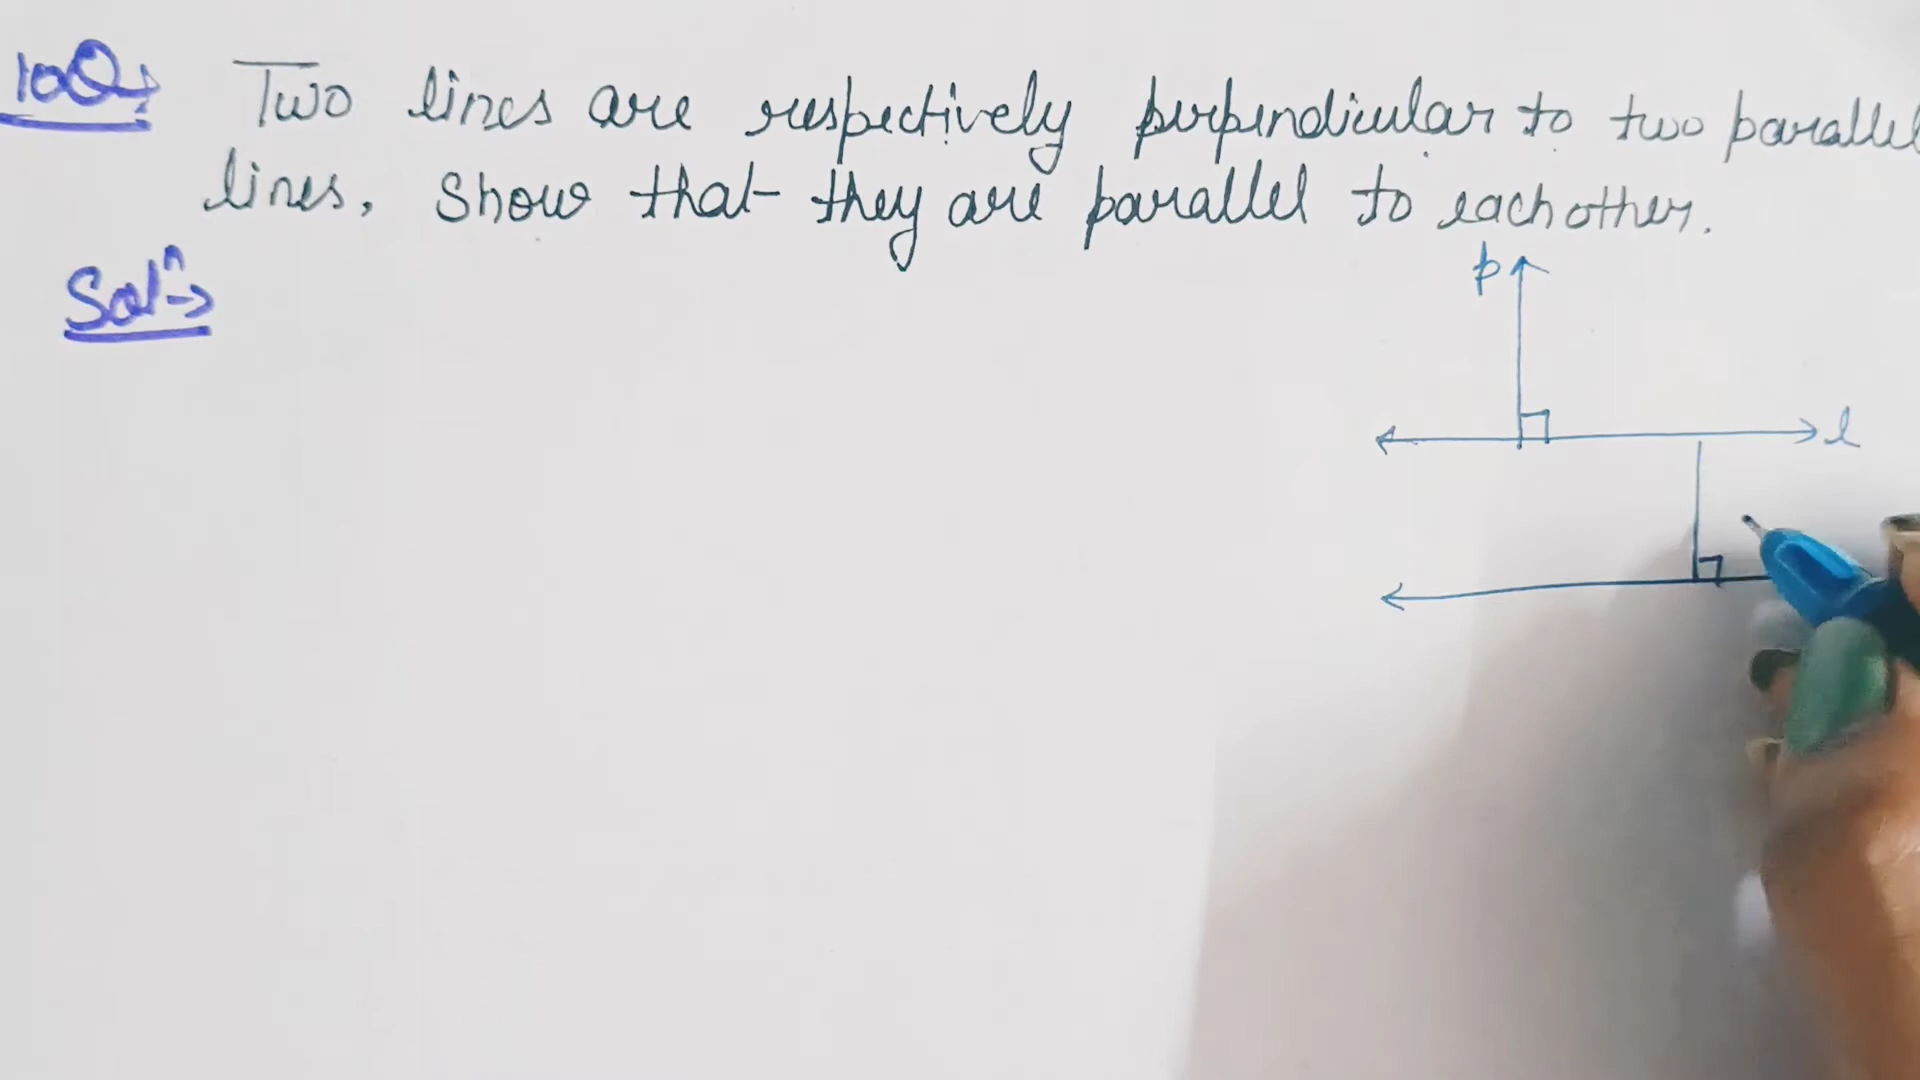 10Q→ Two lines are respectively perpendicular to two parallel
lines, Show that they are parallel to each other.
Solⁿ→
p
l